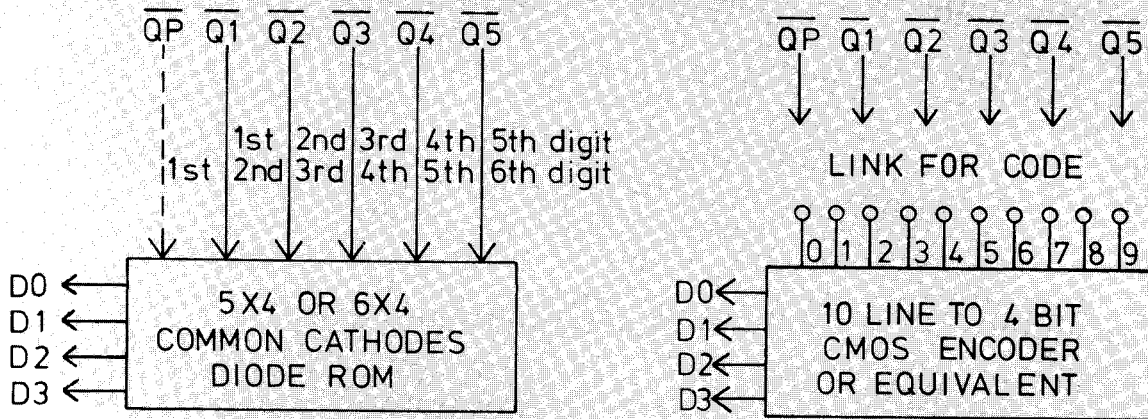 QP Q1 Q2 Q3 Q4 Q5
1st 2nd 3rd 4th 5th digit
1st 2nd 3rd 4th 5th 6th digit
D0
D1
D2
D3
5X4 OR 6X4
COMMON CATHODES
DIODE ROM
QP Q1 Q2 Q3 Q4 Q5
LINK FOR CODE
0 1 2 3 4 5 6 7 8 9
D0
D1
D2
D3
10 LINE TO 4 BIT
CMOS ENCODER
OR EQUIVALENT